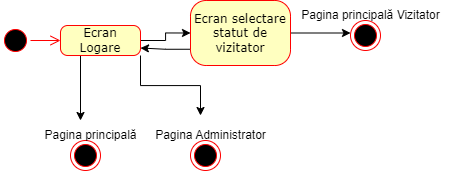 Ecran
Logare
Ecran selectare
statut de
vizitator
Pagina principală Vizitator
Pagina principală
Pagina Administrator